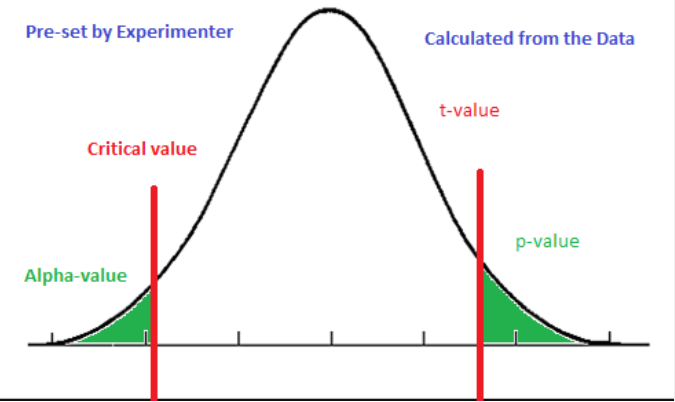 Pre-set by Experimenter
Calculated from the Data
t-value
Critical value
p-value
Alpha-value